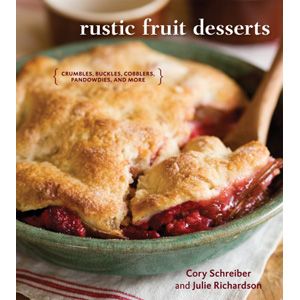 rustic fruit desserts
{ CRUMBLES, BUCKLES, COBBLERS, }
PANDOWDIES, AND MORE
Cory Schreiber
and Julie Richardson